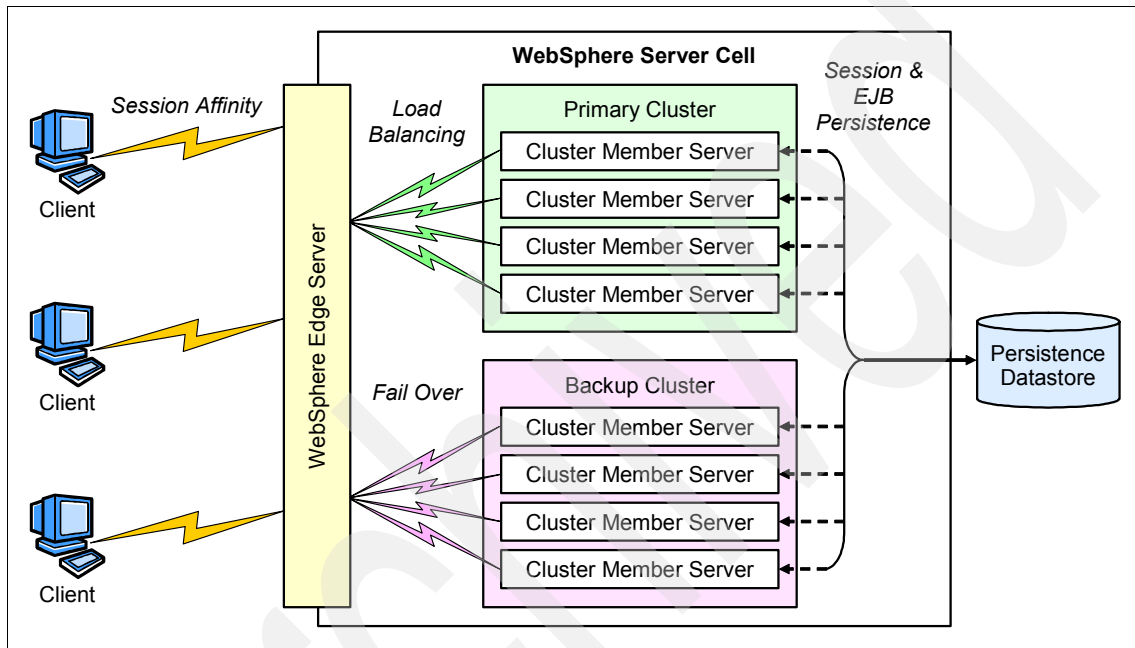 WebSphere Server Cell
Session Affinity
Load
Balancing
Session &
EJB
Persistence
Primary Cluster
Cluster Member Server
Cluster Member Server
Cluster Member Server
Cluster Member Server
Client
WebSphere Edge Server
Client
Fail Over
Backup Cluster
Cluster Member Server
Cluster Member Server
Cluster Member Server
Cluster Member Server
Persistence
Datastore
Client